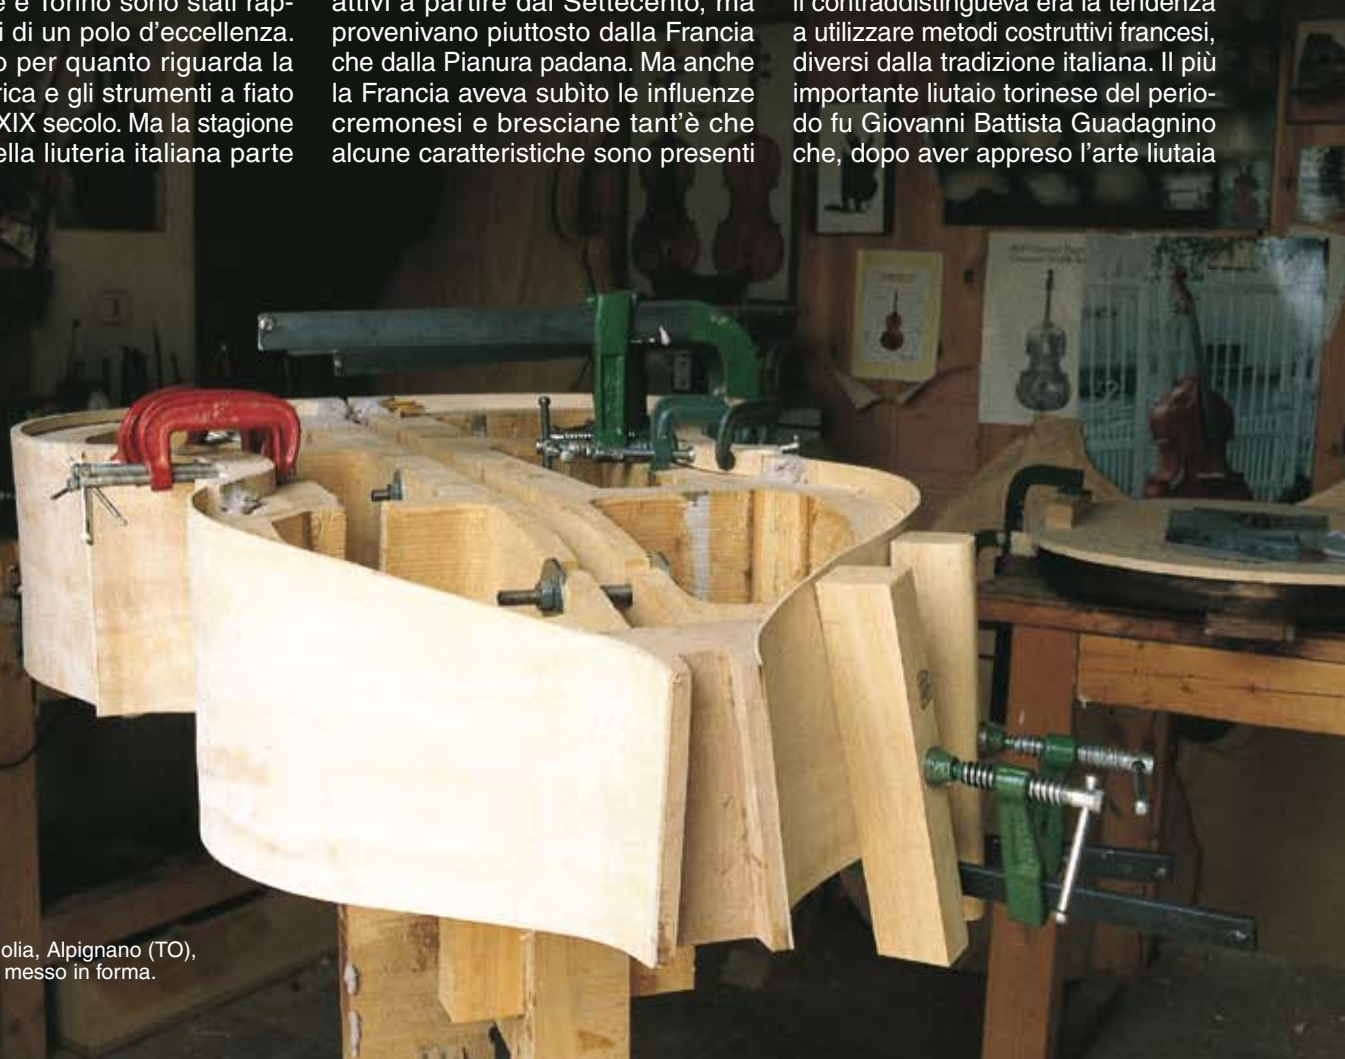 e Torino sono stati rap-
i di un polo d'eccellenza.
per quanto riguarda la
rica e gli strumenti a fiato
XIX secolo. Ma la stagione
ella liuteria italiana parte
attivi a partire dal Settecento, ma
provenivano piuttosto dalla Francia
che dalla Pianura padana. Ma anche
la Francia aveva subìto le influenze
cremonesi e bresciane tant'è che
alcune caratteristiche sono presenti
li contraddistingueva era la tendenza
a utilizzare metodi costruttivi francesi,
diversi dalla tradizione italiana. Il più
importante liutaio torinese del perio-
do fu Giovanni Battista Guadagnino
che, dopo aver appreso l'arte liutaia
olia, Alpignano (TO),
messo in forma.